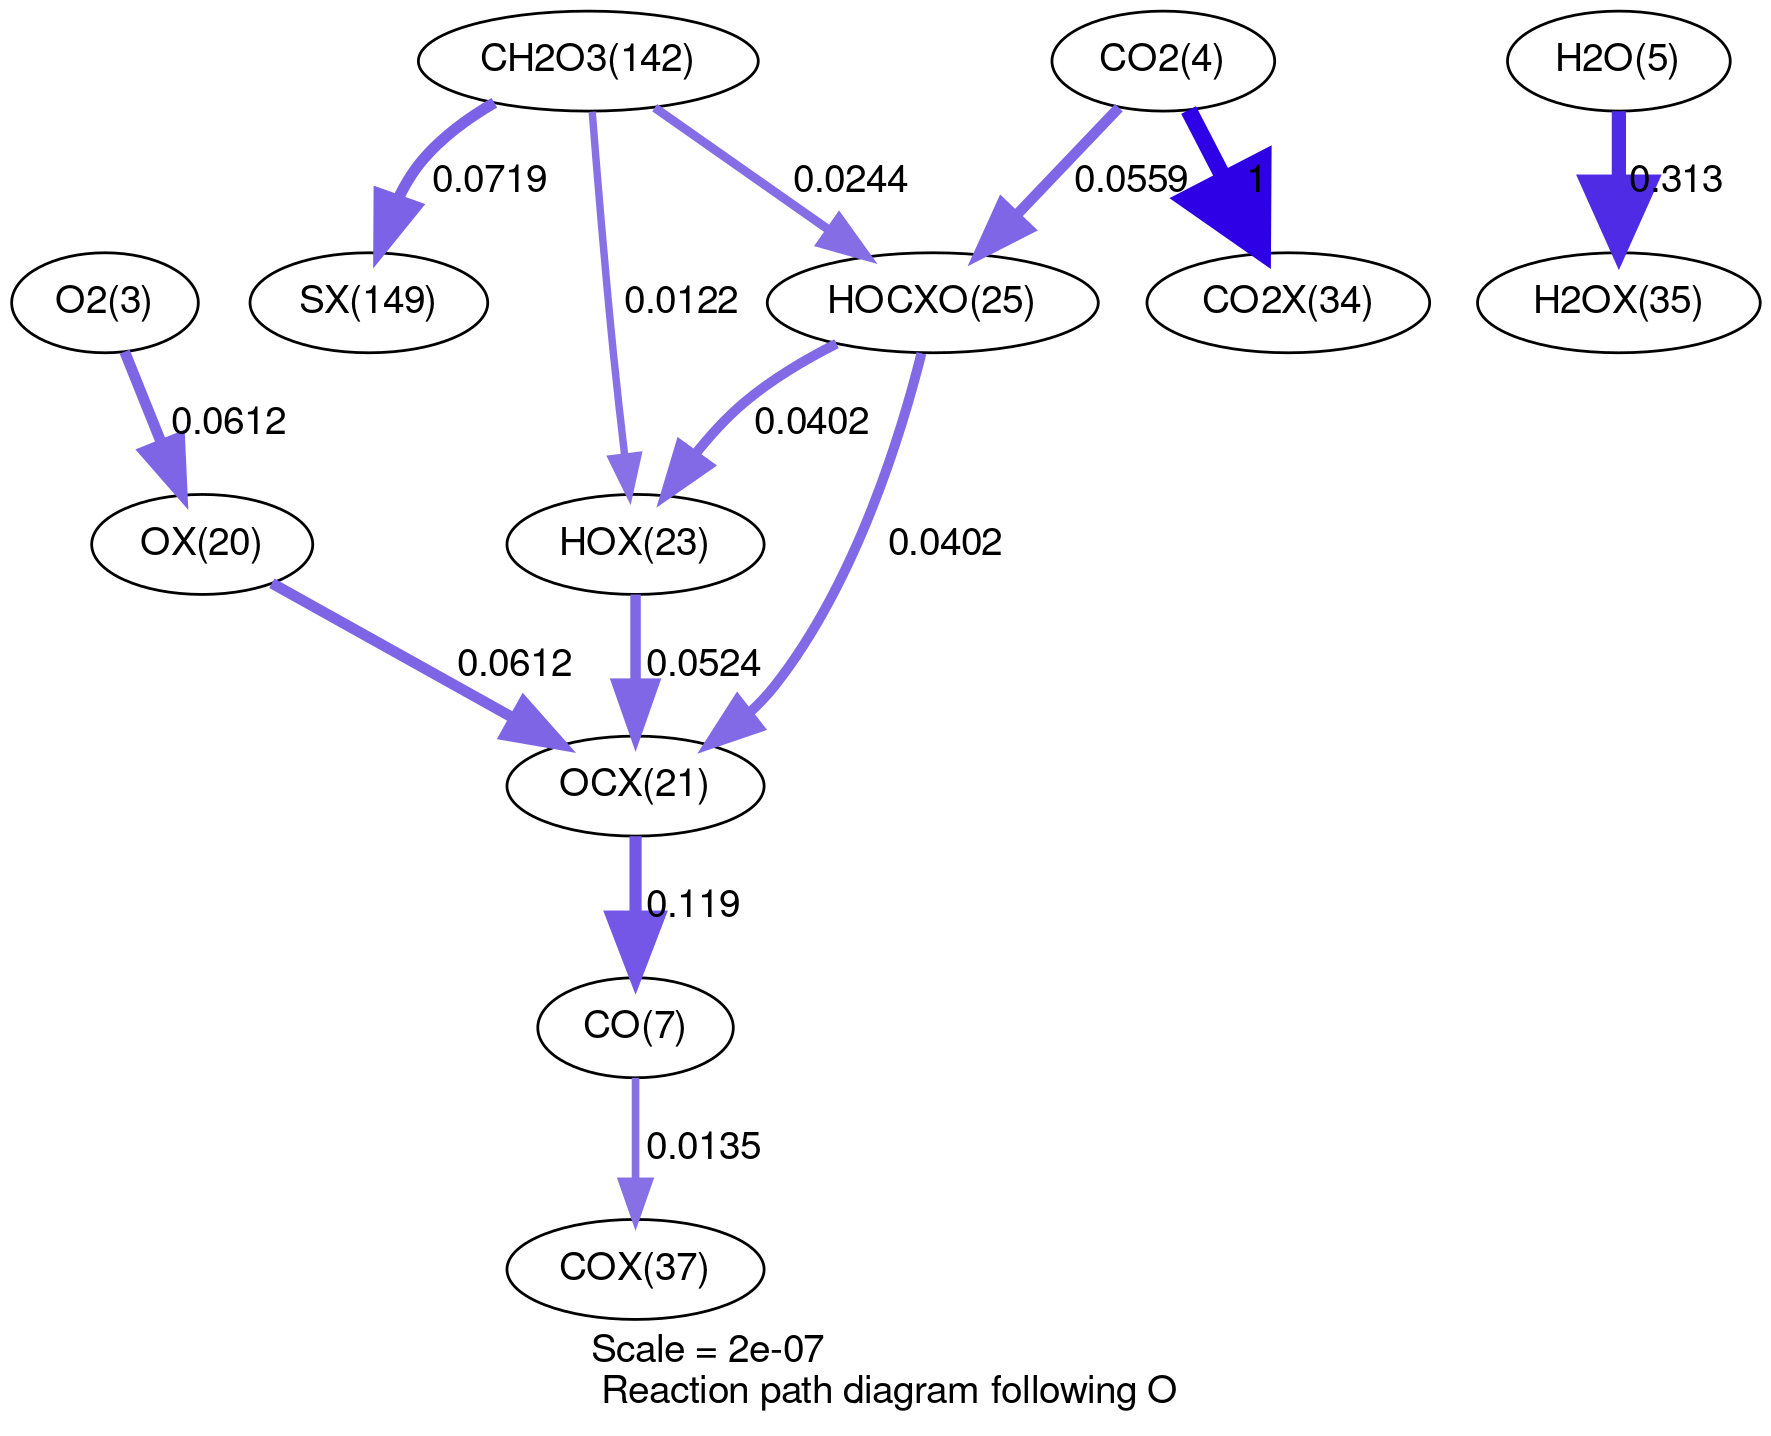 CH2O3(142)
CO2(4)
H2O(5)
0.0719
0.0244
0.0559
1
0.313
O2(3)
SX(149)
0.0122
HOCXO(25)
CO2X(34)
H2OX(35)
0.0612
0.0402
OX(20)
HOX(23)
0.0402
0.0612
0.0524
OCX(21)
0.119
CO(7)
0.0135
COX(37)
Scale = 2e-07
Reaction path diagram following O